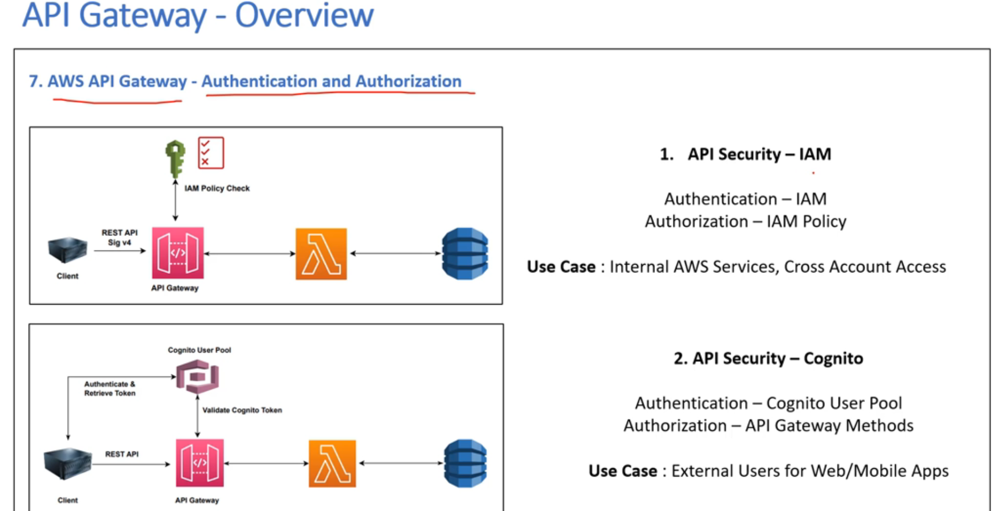 API Gateway - Overview
7. AWS API Gateway - Authentication and Authorization
IAM Policy Check
REST API
Sig v4
Client
API Gateway
1. API Security – IAM
Authentication – IAM
Authorization – IAM Policy
Use Case : Internal AWS Services, Cross Account Access
Cognito User Pool
Authenticate &
Retrieve Token
Validate Cognito Token
REST API
Client
API Gateway
2. API Security – Cognito
Authentication – Cognito User Pool
Authorization – API Gateway Methods
Use Case : External Users for Web/Mobile Apps